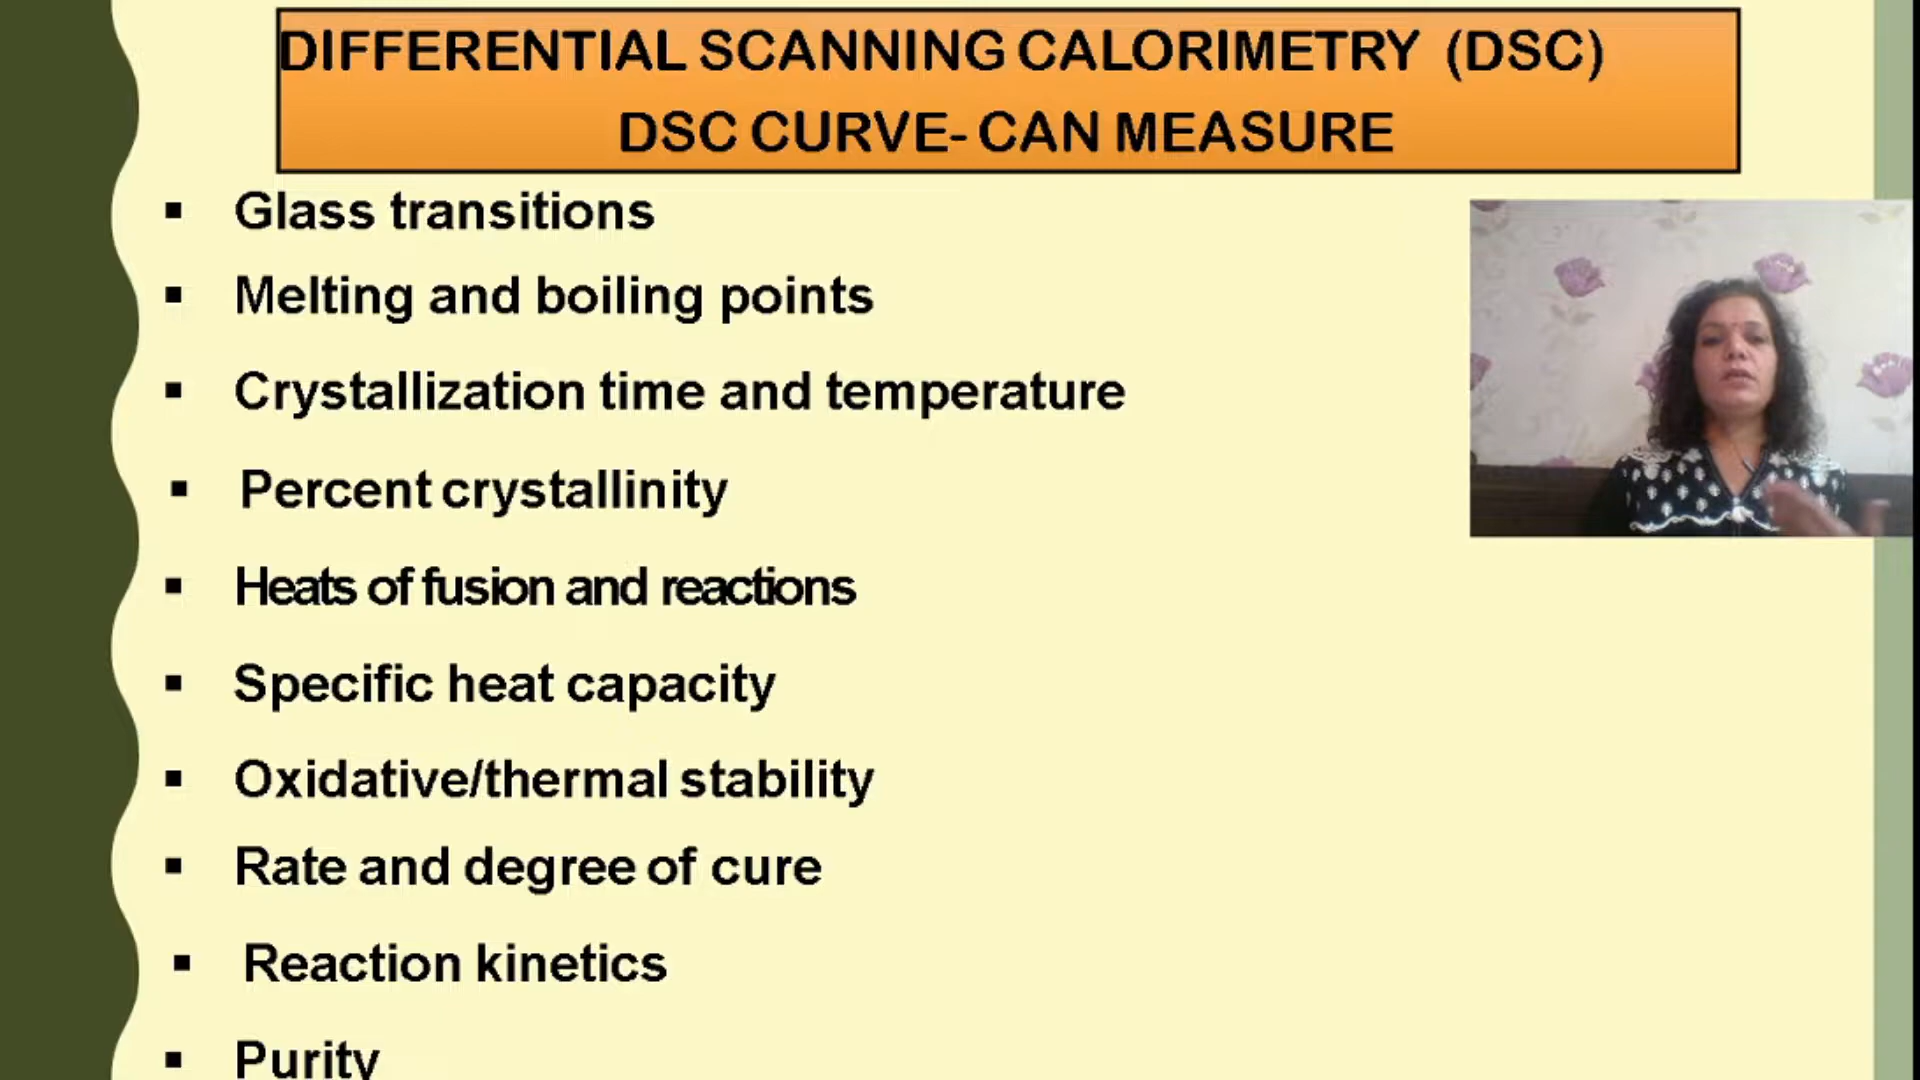 DIFFERENTIAL SCANNING CALORIMETRY (DSC)
DSC CURVE- CAN MEASURE
▪ Glass transitions
▪ Melting and boiling points
▪ Crystallization time and temperature
▪ Percent crystallinity
▪ Heats of fusion and reactions
▪ Specific heat capacity
▪ Oxidative/thermal stability
▪ Rate and degree of cure
▪ Reaction kinetics
▪ Purity